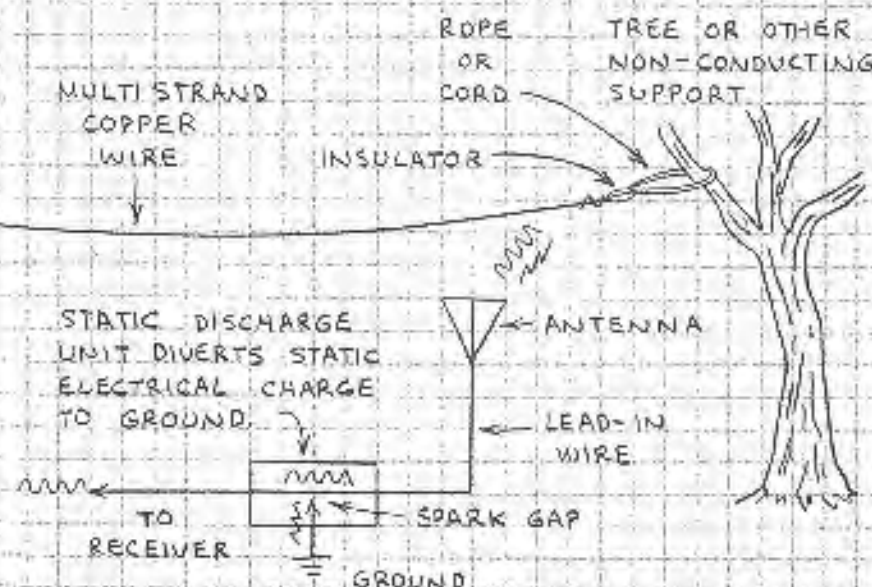 ROPE
OR
CORD
TREE OR OTHER
NON-CONDUCTING
SUPPORT
MULTI STRAND
COPPER
WIRE
INSULATOR
STATIC DISCHARGE
UNIT DIVERTS STATIC
ELECTRICAL CHARGE
TO GROUND.
ANTENNA
LEAD-IN
WIRE
SPARK GAP
TO
RECEIVER
GROUND